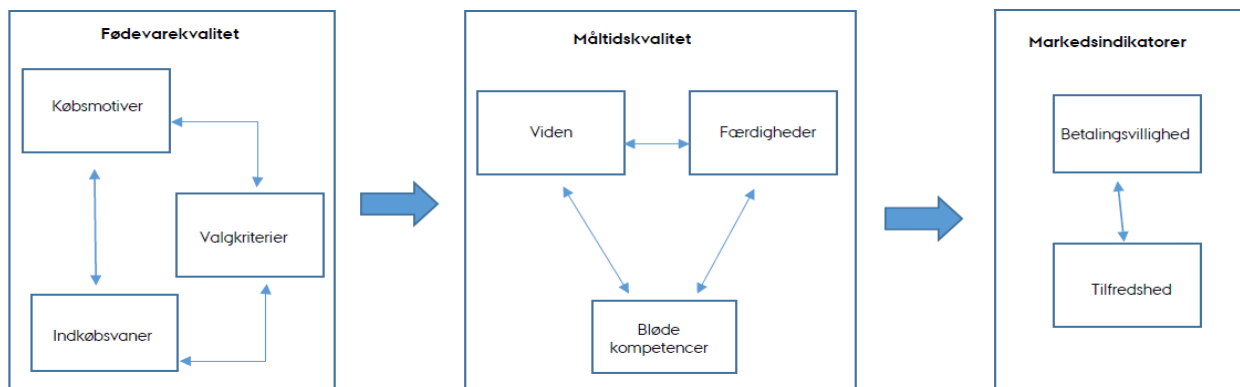 Fødevarekvalitet
Købsmotiver
Valgkriterier
Indkøbsvaner
Måltidskvalitet
Viden
Færdigheder
Bløde
kompetencer
Markedsindikatorer
Betalingsvillighed
Tilfredshed